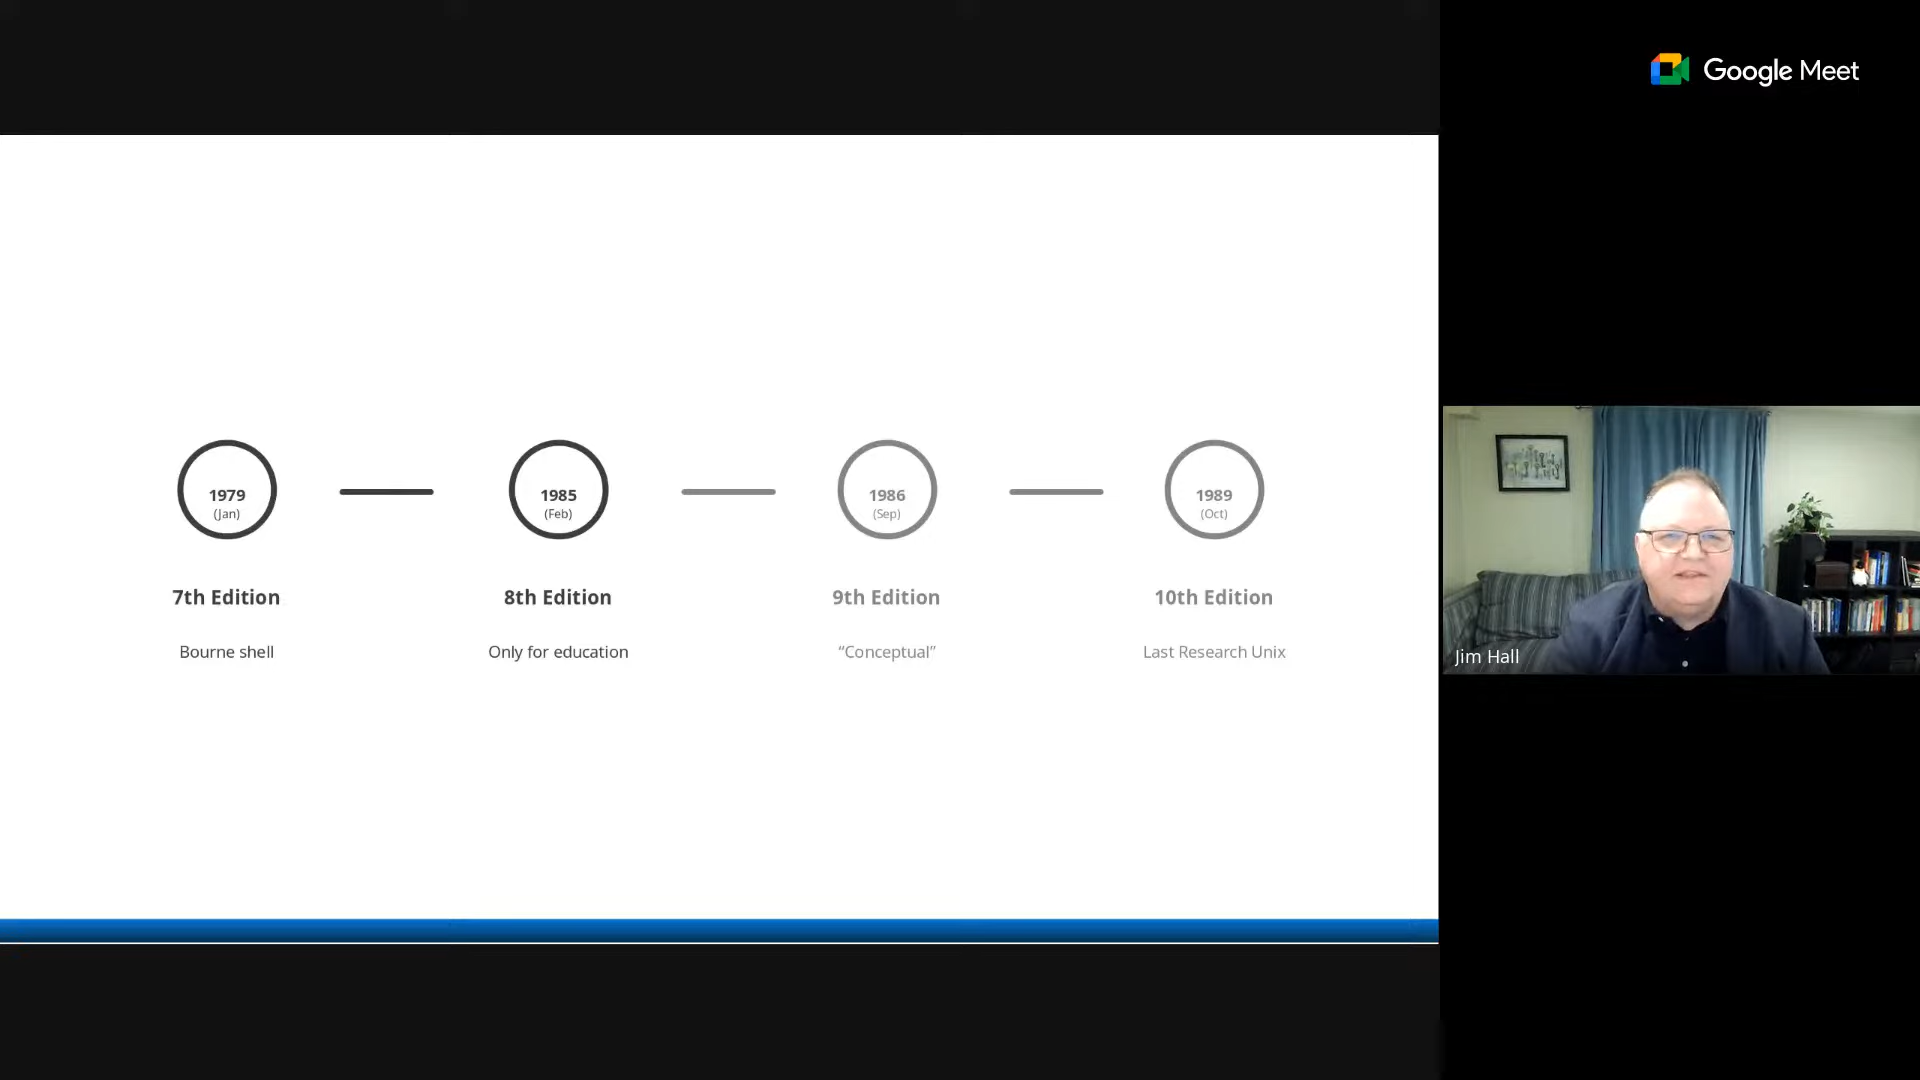 Google Meet
1979
(Jan)
1985
(Feb)
1986
(Sep)
1989
(Oct)
7th Edition
8th Edition
9th Edition
10th Edition
Bourne shell
Only for education
“Conceptual”
Last Research Unix
Jim Hall